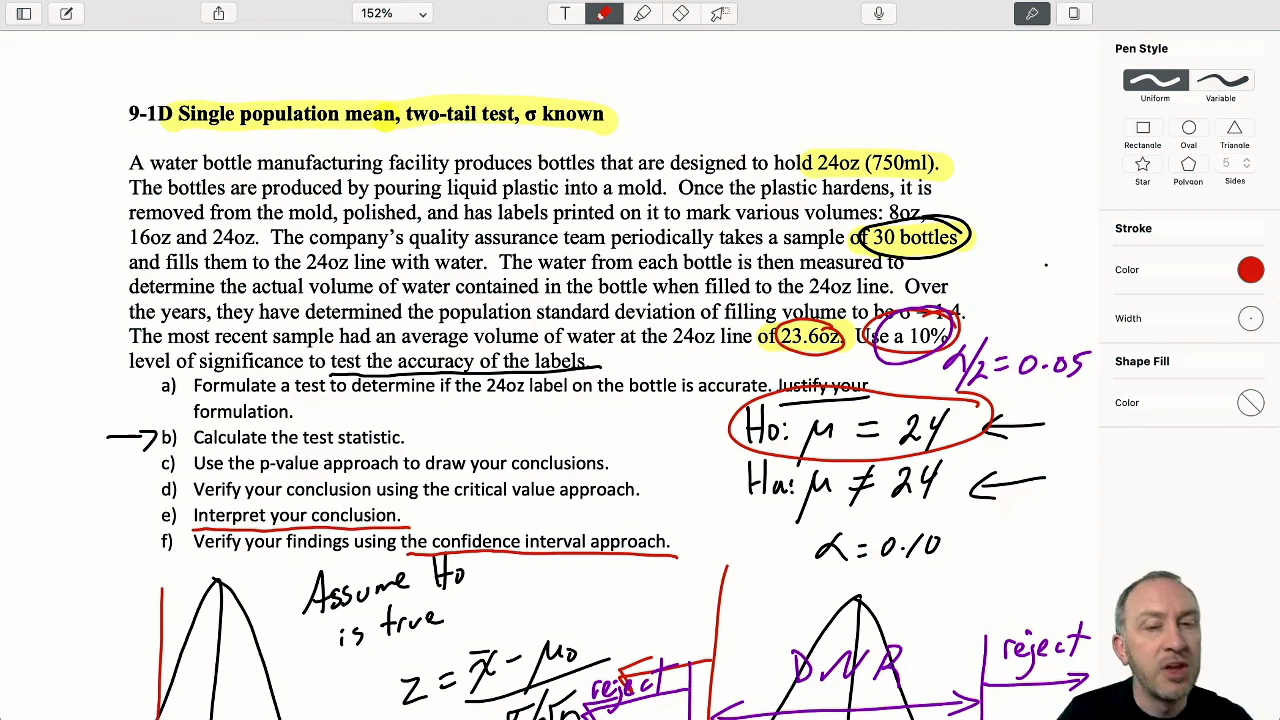 152%
T
Pen Style
Uniform Variable
Rectangle Oval Triangle
5
Star Polygon Sides
Stroke
Color
Width
Shape Fill
Color
9-1D Single population mean, two-tail test, σ known
A water bottle manufacturing facility produces bottles that are designed to hold 24oz (750ml).
The bottles are produced by pouring liquid plastic into a mold. Once the plastic hardens, it is
removed from the mold, polished, and has labels printed on it to mark various volumes: 8oz,
16oz and 24oz. The company's quality assurance team periodically takes a sample of 30 bottles
and fills them to the 24oz line with water. The water from each bottle is then measured to
determine the actual volume of water contained in the bottle when filled to the 24oz line. Over
the years, they have determined the population standard deviation of filling volume to be 1.4.
The most recent sample had an average volume of water at the 24oz line of 23.6oz. Use a 10%
level of significance to test the accuracy of the labels.
α/2 = 0.05
a) Formulate a test to determine if the 24oz label on the bottle is accurate. Justify your
formulation.
b) Calculate the test statistic.
c) Use the p-value approach to draw your conclusions.
d) Verify your conclusion using the critical value approach.
e) Interpret your conclusion.
f) Verify your findings using the confidence interval approach.
Ho: μ = 24
Ha: μ ≠ 24
α = 0.10
Assume Ho
is true
z = x̄ - μ0
reject
DNR
reject